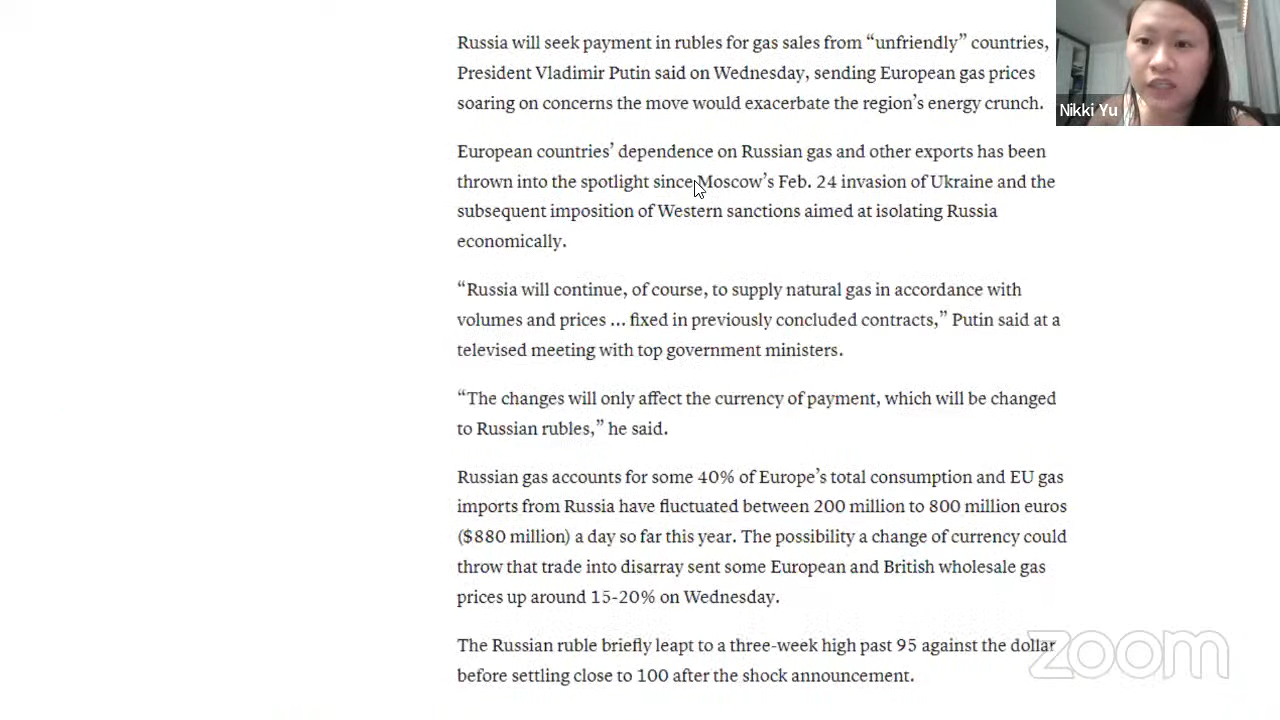 Russia will seek payment in rubles for gas sales from “unfriendly” countries,
President Vladimir Putin said on Wednesday, sending European gas prices
soaring on concerns the move would exacerbate the region’s energy crunch.
European countries’ dependence on Russian gas and other exports has been
thrown into the spotlight since Moscow’s Feb. 24 invasion of Ukraine and the
subsequent imposition of Western sanctions aimed at isolating Russia
economically.
“Russia will continue, of course, to supply natural gas in accordance with
volumes and prices ... fixed in previously concluded contracts,” Putin said at a
televised meeting with top government ministers.
“The changes will only affect the currency of payment, which will be changed
to Russian rubles,” he said.
Russian gas accounts for some 40% of Europe’s total consumption and EU gas
imports from Russia have fluctuated between 200 million to 800 million euros
($880 million) a day so far this year. The possibility a change of currency could
throw that trade into disarray sent some European and British wholesale gas
prices up around 15-20% on Wednesday.
The Russian ruble briefly leapt to a three-week high past 95 against the dollar
before settling close to 100 after the shock announcement.
Nikki Yu
zoom